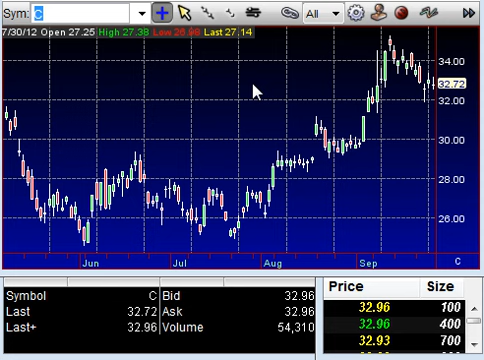 Sym: C All
7/30/12 Open 27.25 High 27.38 Low 26.98 Last 27.14
34.00
32.72
32.00
30.00
28.00
26.00
Jun Jul Aug Sep C
Symbol C Bid 32.96
Last 32.72 Ask 32.96
Last+ 32.96 Volume 54,310
Price Size
32.96 100
32.96 400
32.93 700